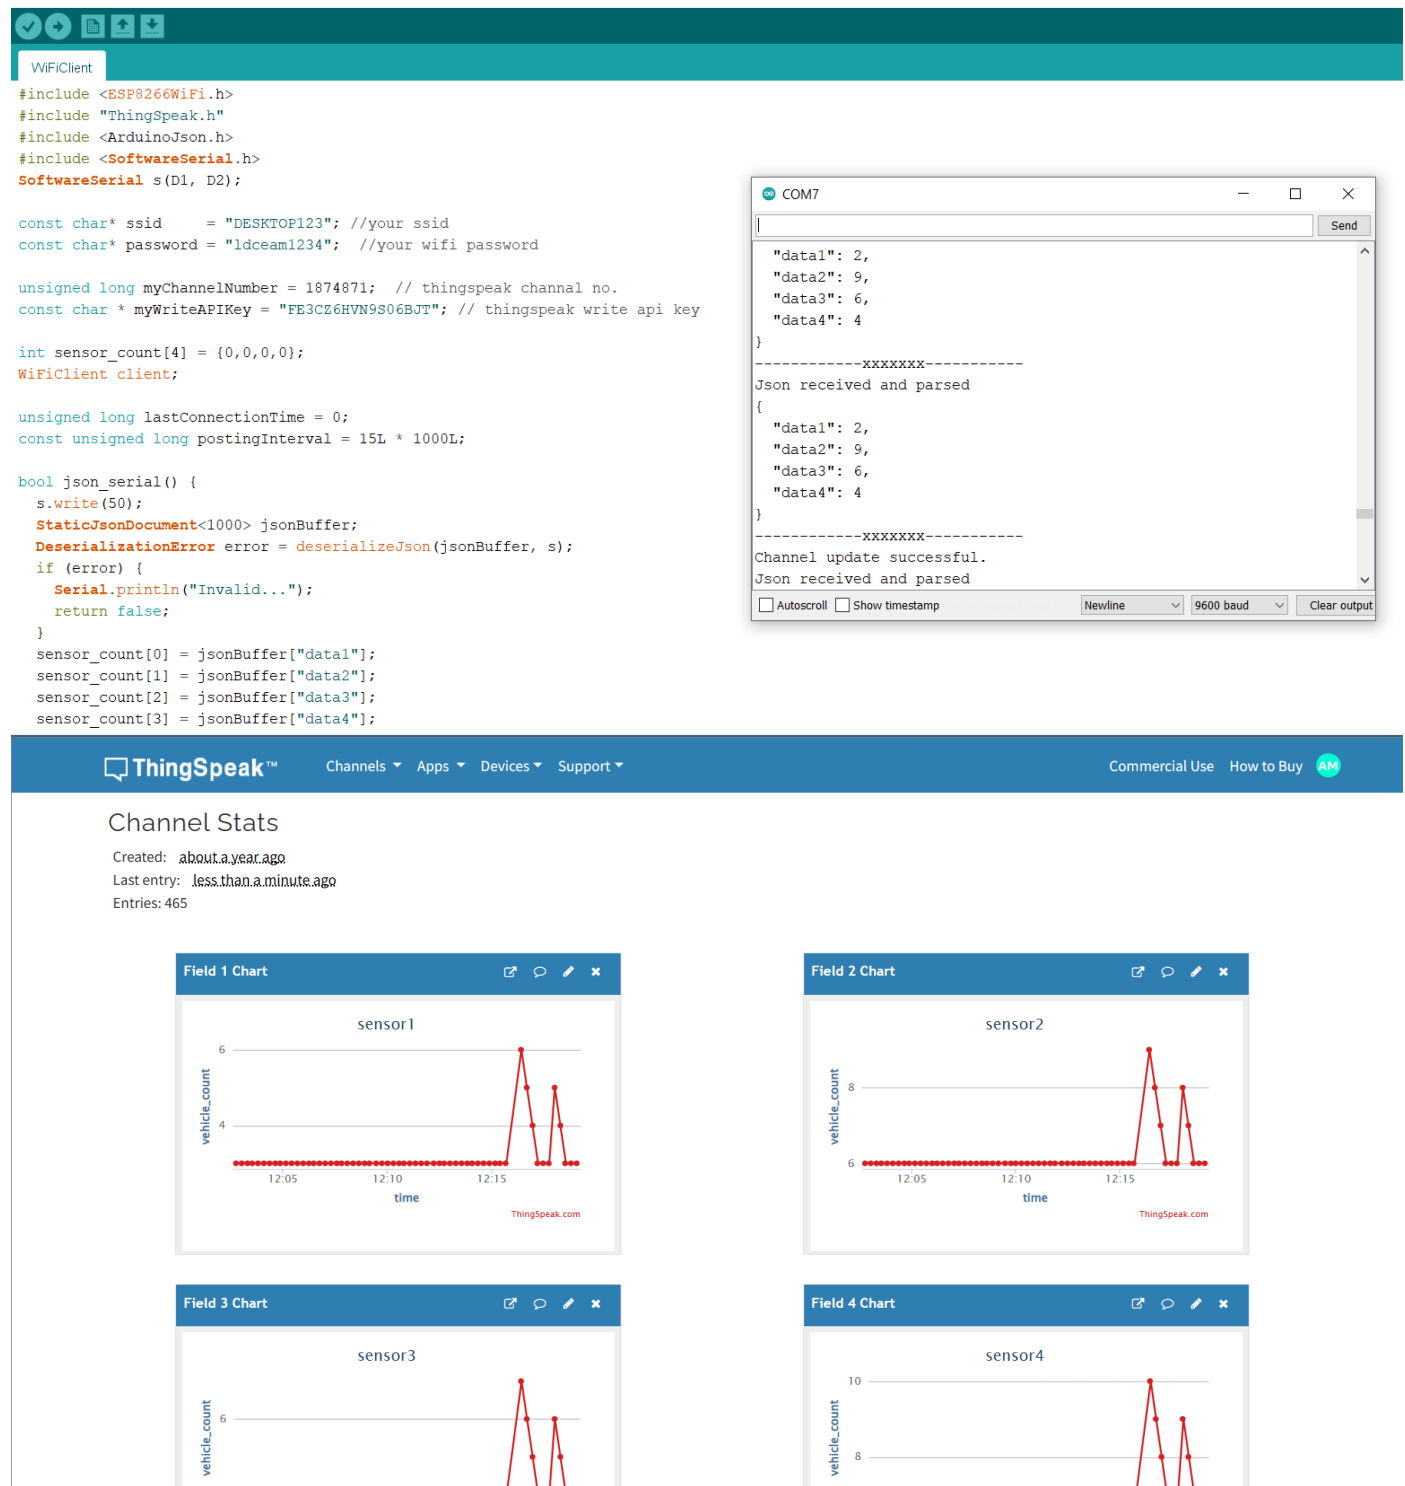 WiFiClient
#include <ESP8266WiFi.h>
#include "ThingSpeak.h"
#include <ArduinoJson.h>
#include <SoftwareSerial.h>
SoftwareSerial s(D1, D2);
const char* ssid     = "DESKTOP123"; //your ssid
const char* password = "ldceam1234";  //your wifi password
unsigned long myChannelNumber = 1874871;  // thingspeak channal no.
const char * myWriteAPIKey = "FE3CZ6HVN9S06BJT"; // thingspeak write api key
int sensor_count[4] = {0,0,0,0};
WiFiClient client;
unsigned long lastConnectionTime = 0;
const unsigned long postingInterval = 15L * 1000L;
bool json_serial() {
  s.write(50);
  StaticJsonDocument<1000> jsonBuffer;
  DeserializationError error = deserializeJson(jsonBuffer, s);
  if (error) {
    Serial.println("Invalid...");
    return false;
  }
  sensor_count[0] = jsonBuffer["data1"];
  sensor_count[1] = jsonBuffer["data2"];
  sensor_count[2] = jsonBuffer["data3"];
  sensor_count[3] = jsonBuffer["data4"];
COM7
Send
  "data1": 2,
  "data2": 9,
  "data3": 6,
  "data4": 4
}
------------xxxxxxx-----------
Json received and parsed
{
  "data1": 2,
  "data2": 9,
  "data3": 6,
  "data4": 4
}
------------xxxxxxx-----------
Channel update successful.
Json received and parsed
Autoscroll Show timestamp Newline 9600 baud Clear output
ThingSpeak™ Channels Apps Devices Support Commercial Use How to Buy AM
Channel Stats
Created: about a year ago
Last entry: less than a minute ago
Entries: 465
Field 1 Chart
sensor1
6
4
vehicle_count
12:05 12:10 12:15
time
ThingSpeak.com
Field 2 Chart
sensor2
8
6
vehicle_count
12:05 12:10 12:15
time
ThingSpeak.com
Field 3 Chart
sensor3
6
vehicle_count
Field 4 Chart
sensor4
10
8
vehicle_count